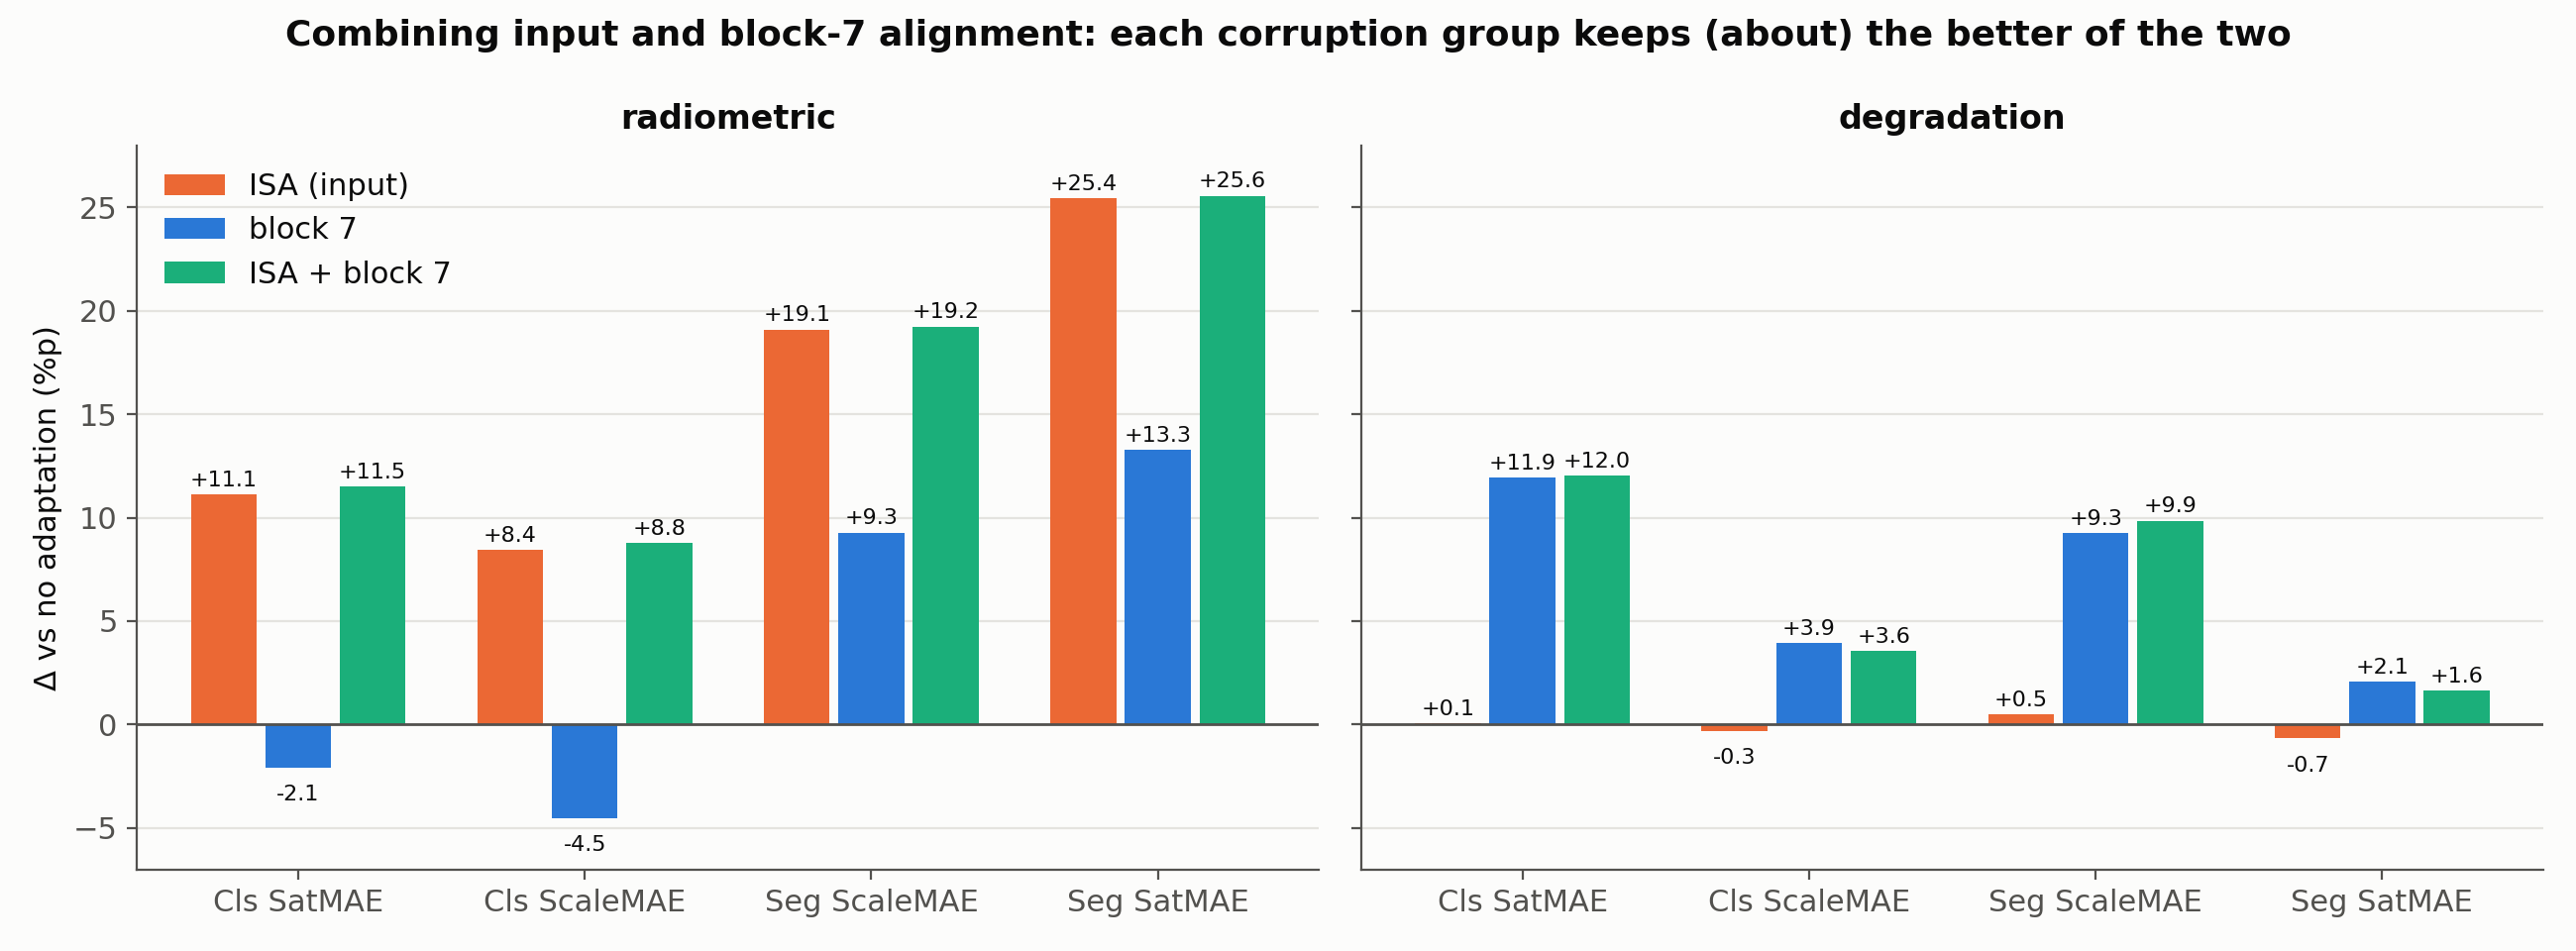 Combining input and block-7 alignment: each corruption group keeps (about) the better of the two
radiometric
ISA (input)
block 7
ISA + block 7
Δ vs no adaptation (%p)
25
20
15
10
5
0
−5
+11.1
-2.1
+11.5
+8.4
-4.5
+8.8
+19.1
+9.3
+19.2
+25.4
+13.3
+25.6
Cls SatMAE
Cls ScaleMAE
Seg ScaleMAE
Seg SatMAE
degradation
+0.1
+11.9
+12.0
-0.3
+3.9
+3.6
+0.5
+9.3
+9.9
-0.7
+2.1
+1.6
Cls SatMAE
Cls ScaleMAE
Seg ScaleMAE
Seg SatMAE